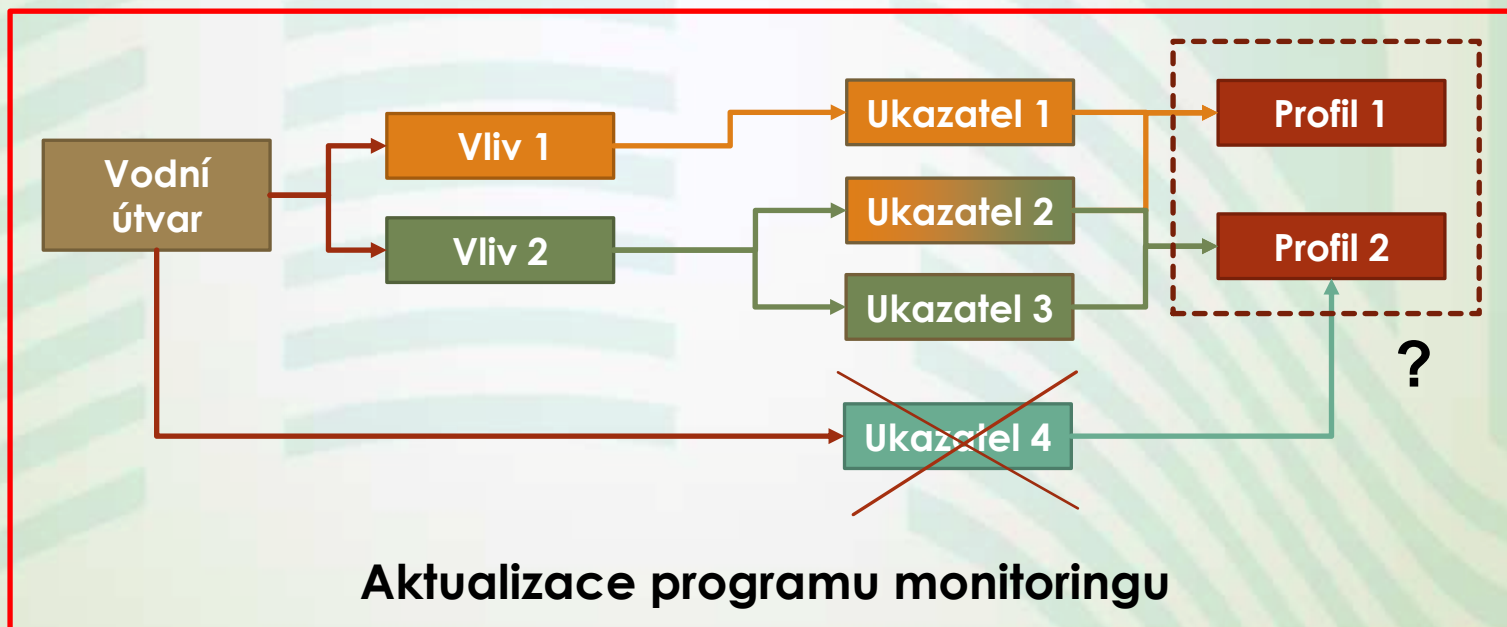 Vodní
útvar
Vliv 1
Vliv 2
Ukazatel 1
Ukazatel 2
Ukazatel 3
Ukazatel 4
Profil 1
Profil 2
?
Aktualizace programu monitoringu